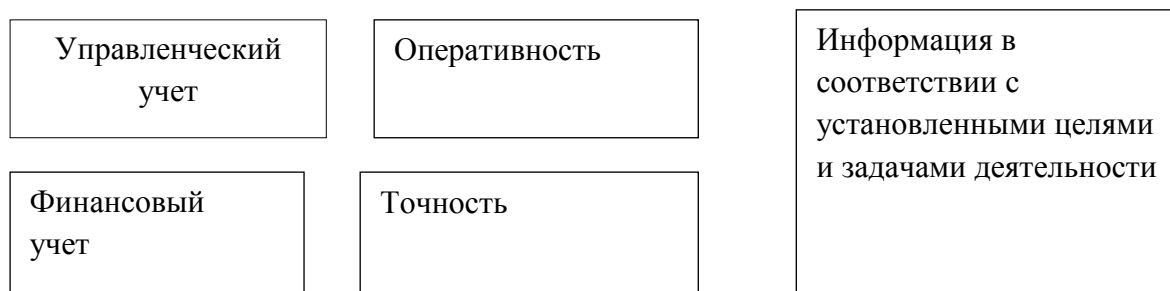 Управленческий
учет
Оперативность
Информация в
соответствии с
установленными целями
и задачами деятельности
Финансовый
учет
Точность